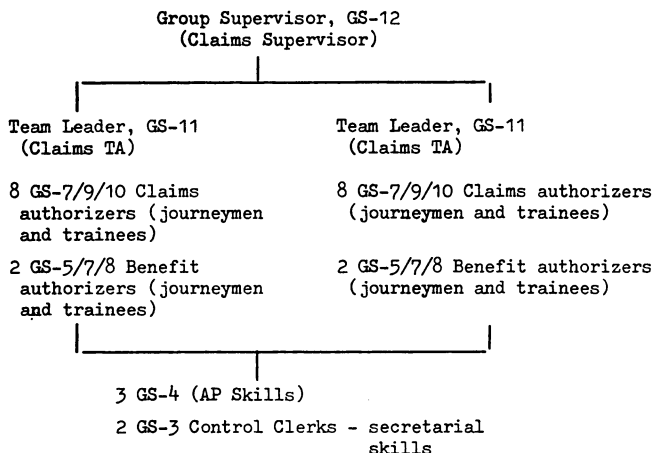 Group Supervisor, GS-12
(Claims Supervisor)
Team Leader, GS-11
(Claims TA)
8 GS-7/9/10 Claims
authorizers (journeymen
and trainees)
2 GS-5/7/8 Benefit
authorizers (journeymen
and trainees)
Team Leader, GS-11
(Claims TA)
8 GS-7/9/10 Claims authorizers
(journeymen and trainees)
2 GS-5/7/8 Benefit authorizers
(journeymen and trainees)
3 GS-4 (AP Skills)
2 GS-3 Control Clerks - secretarial
skills